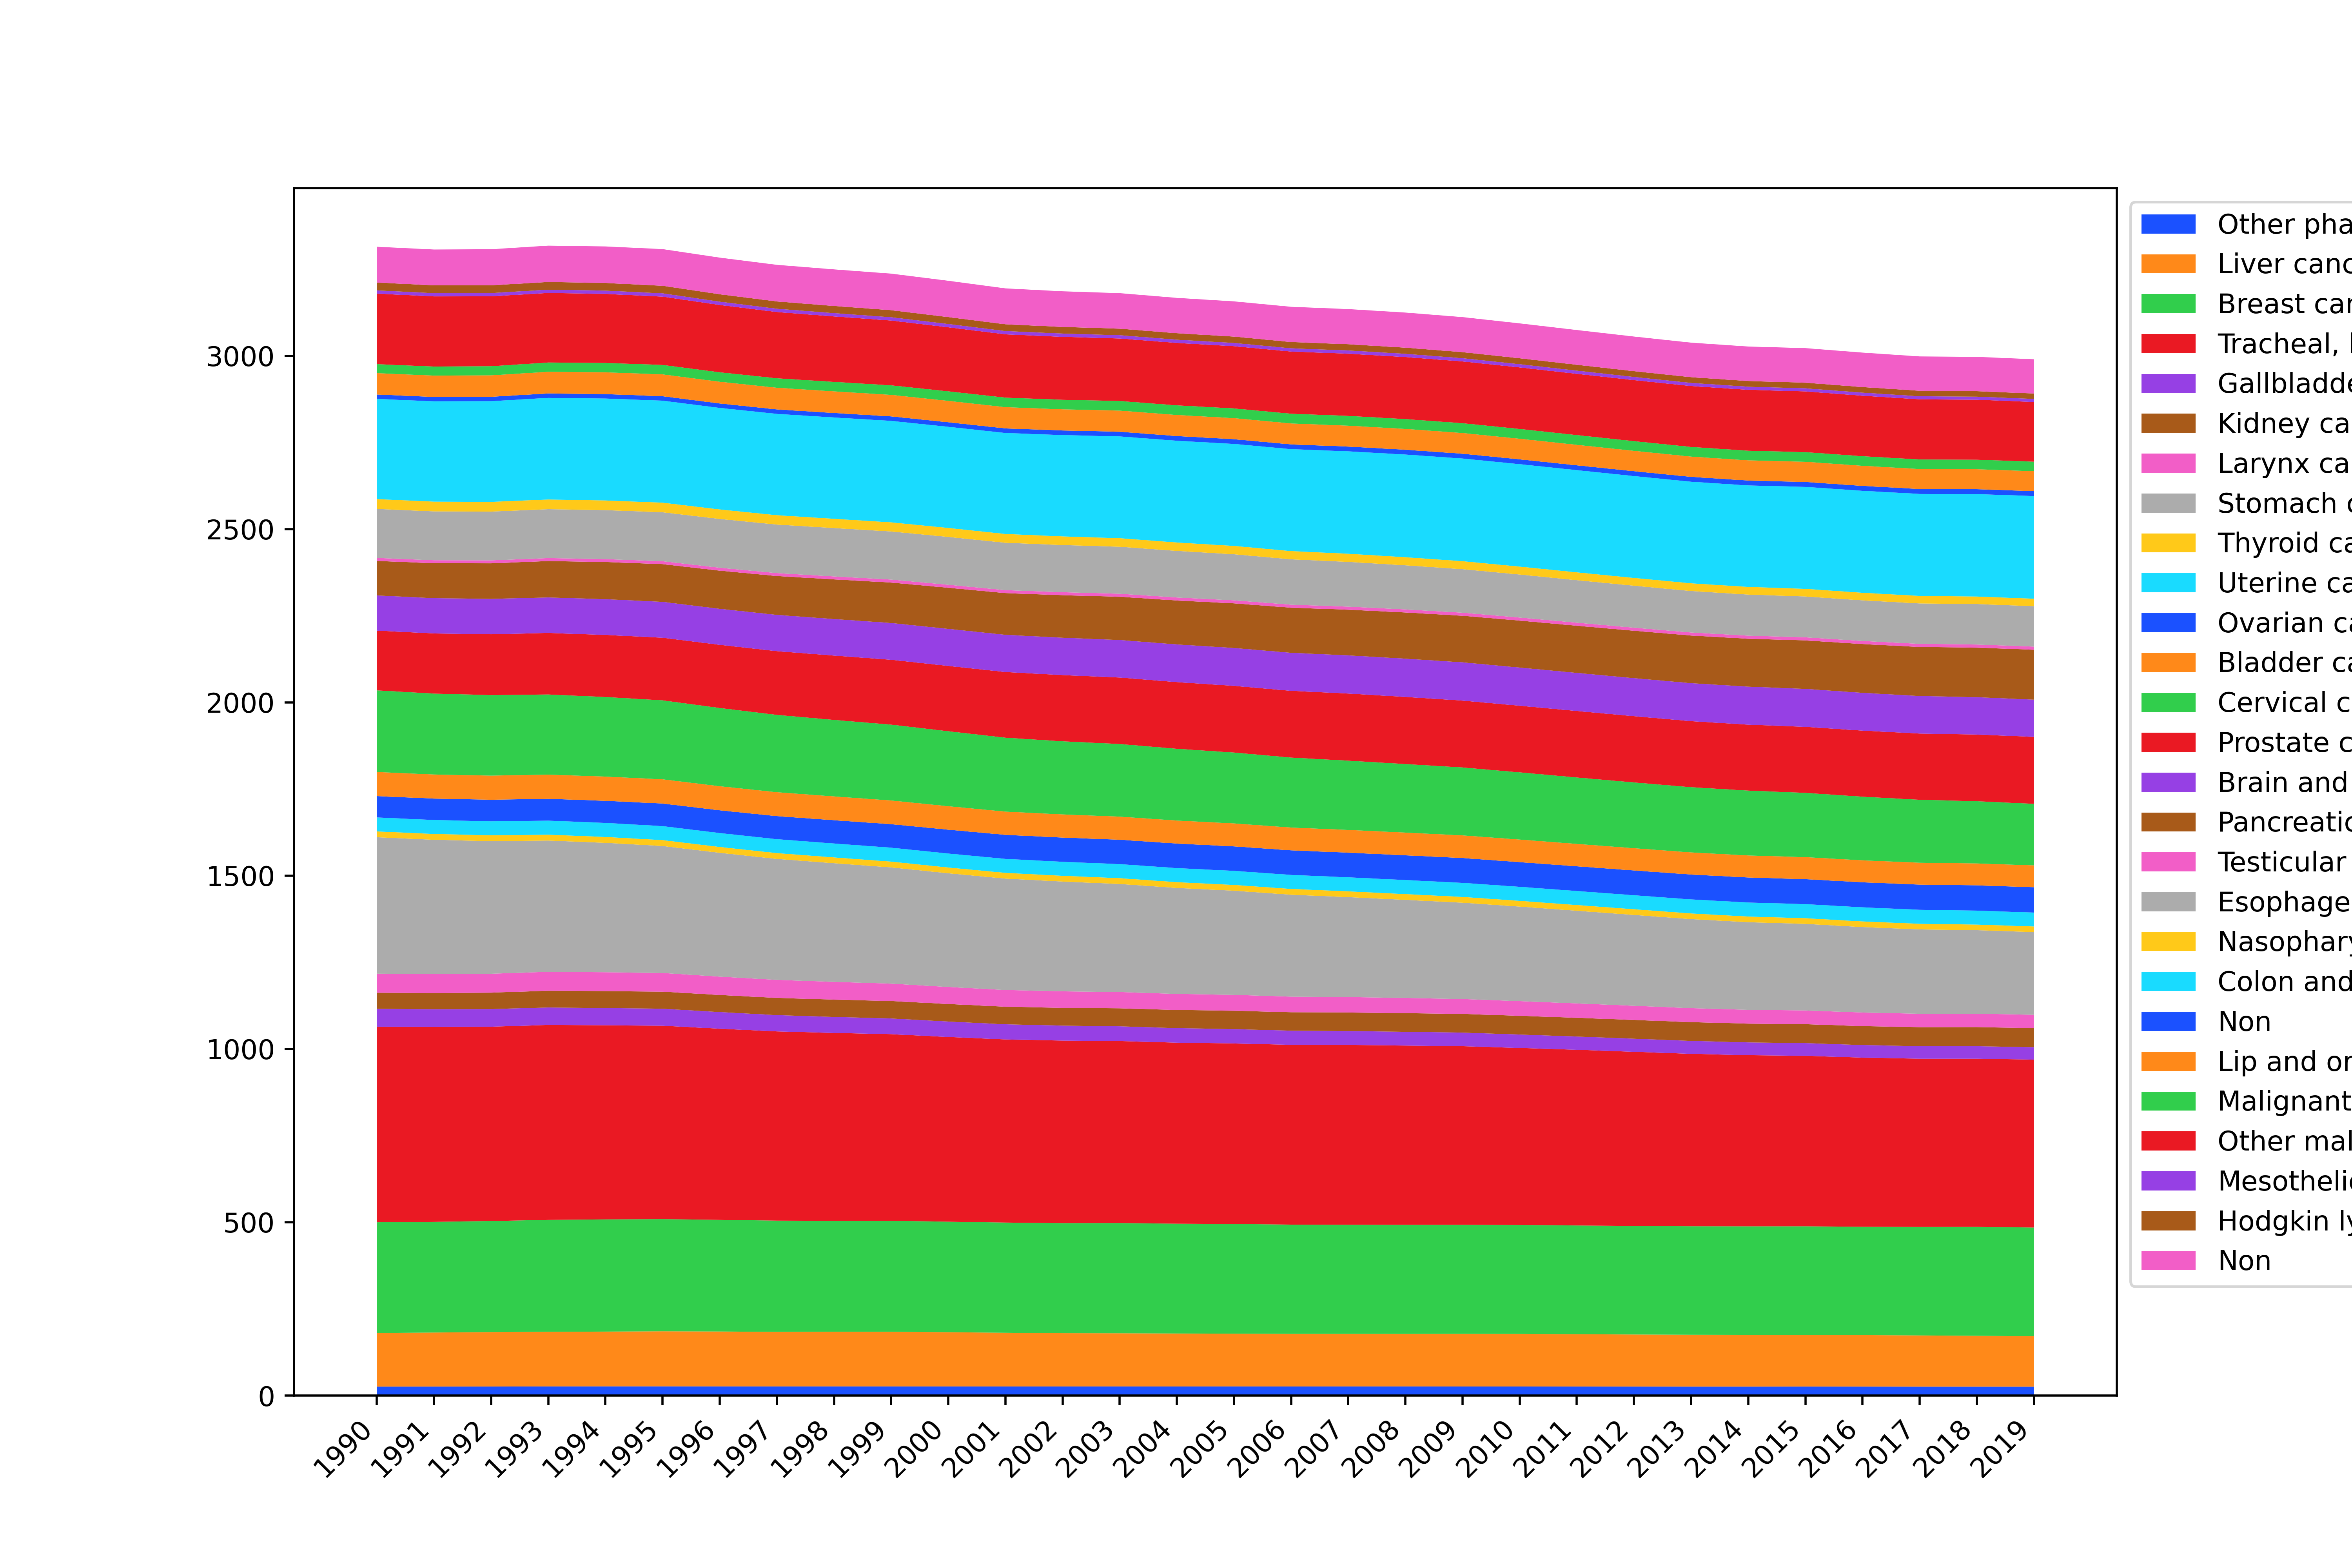 3000
2500
2000
1500
1000
500
0
1990 1991 1992 1993 1994 1995 1996 1997 1998 1999 2000 2001 2002 2003 2004 2005 2006 2007 2008 2009 2010 2011 2012 2013 2014 2015 2016 2017 2018 2019
Other pha
Liver canc
Breast car
Tracheal,
Gallbladde
Kidney ca
Larynx ca
Stomach
Thyroid ca
Uterine ca
Ovarian ca
Bladder ca
Cervical c
Prostate c
Brain and
Pancreatic
Testicular
Esophage
Nasophary
Colon and
Non
Lip and or
Malignant
Other mal
Mesothelio
Hodgkin ly
Non